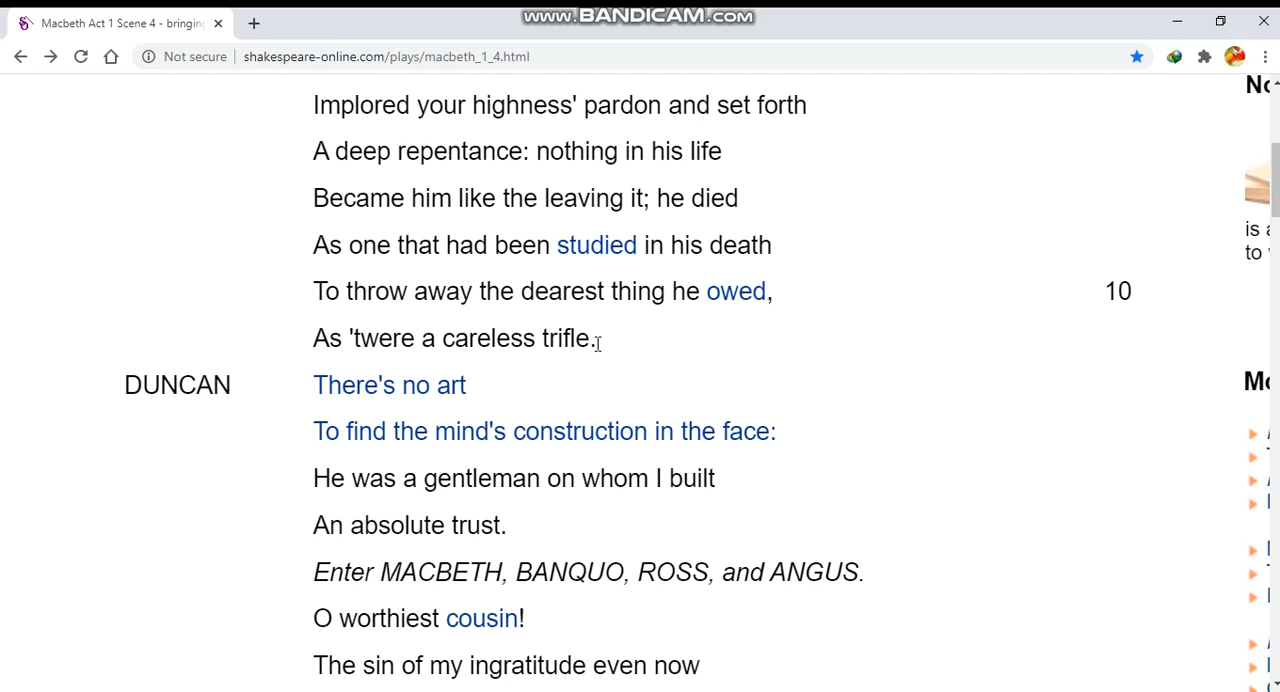 www.BANDICAM.com
Macbeth Act 1 Scene 4 - bringing
Not secure shakespeare-online.com/plays/macbeth_1_4.html
Implored your highness' pardon and set forth
A deep repentance: nothing in his life
Became him like the leaving it; he died
As one that had been studied in his death
To throw away the dearest thing he owed, 10
As 'twere a careless trifle.
DUNCAN There's no art
To find the mind's construction in the face:
He was a gentleman on whom I built
An absolute trust.
Enter MACBETH, BANQUO, ROSS, and ANGUS.
O worthiest cousin!
The sin of my ingratitude even now
is
to